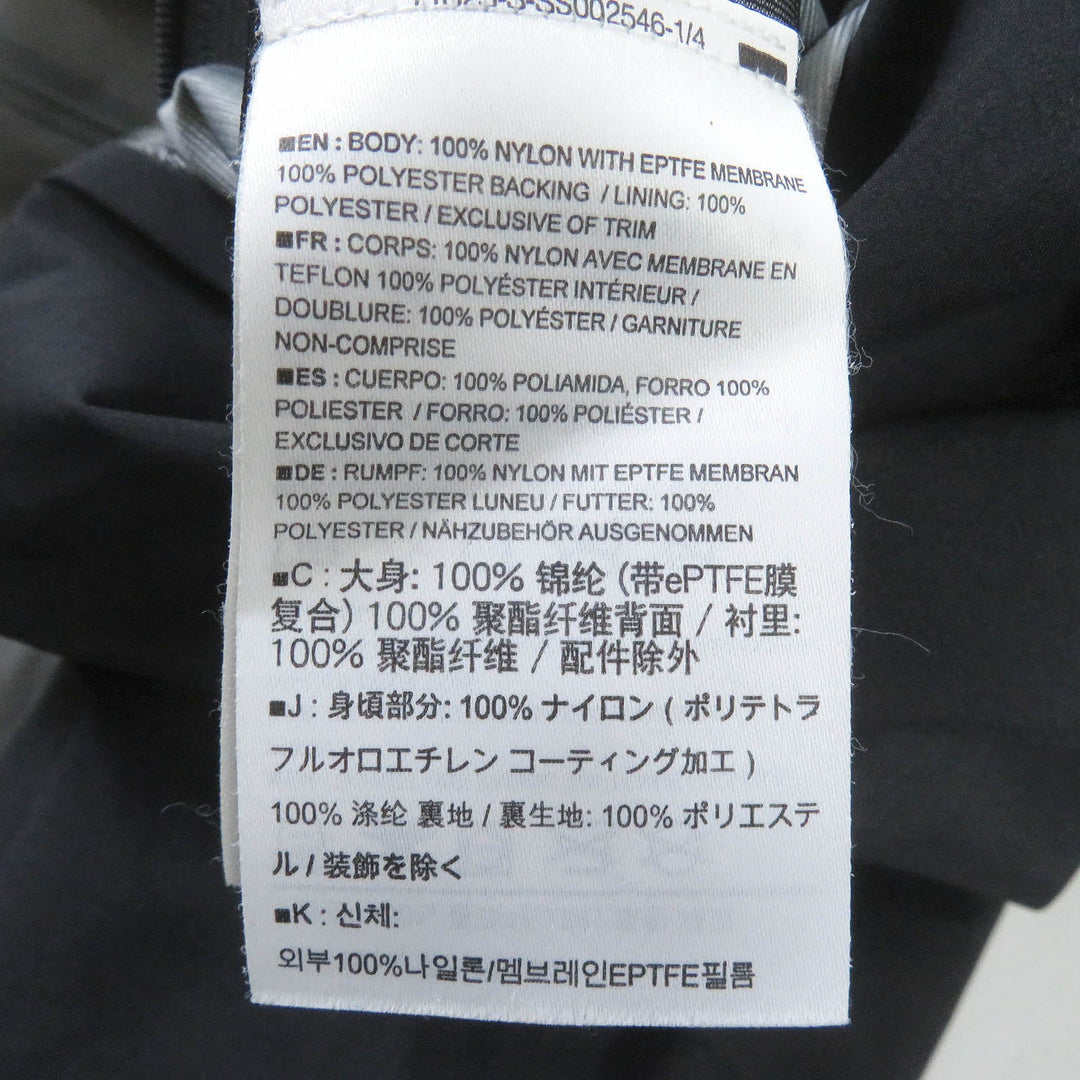 SS002546-1/4
EN : BODY: 100% NYLON WITH EPTFE MEMBRANE
100% POLYESTER BACKING / LINING: 100%
POLYESTER / EXCLUSIVE OF TRIM
FR : CORPS: 100% NYLON AVEC MEMBRANE EN
TEFLON 100% POLYÉSTER INTÉRIEUR /
DOUBLURE: 100% POLYÉSTER / GARNITURE
NON-COMPRISE
ES : CUERPO: 100% POLIAMIDA, FORRO 100%
POLIESTER / FORRO: 100% POLIÉSTER /
EXCLUSIVO DE CORTE
DE : RUMPF: 100% NYLON MIT EPTFE MEMBRAN
100% POLYESTER LUNEU / FUTTER: 100%
POLYESTER / NÄHZUBEHÖR AUSGENOMMEN
C : 大身: 100% 锦纶 (带ePTFE膜
复合) 100% 聚酯纤维背面 / 衬里:
100% 聚酯纤维 / 配件除外
J : 身頃部分: 100% ナイロン ( ポリテトラ
フルオロエチレン コーティング加工 )
100% 涤纶 裏地 / 裏生地: 100% ポリエステ
ル / 装飾を除く
K : 신체:
외부100%나일론/멤브레인EPTFE필름